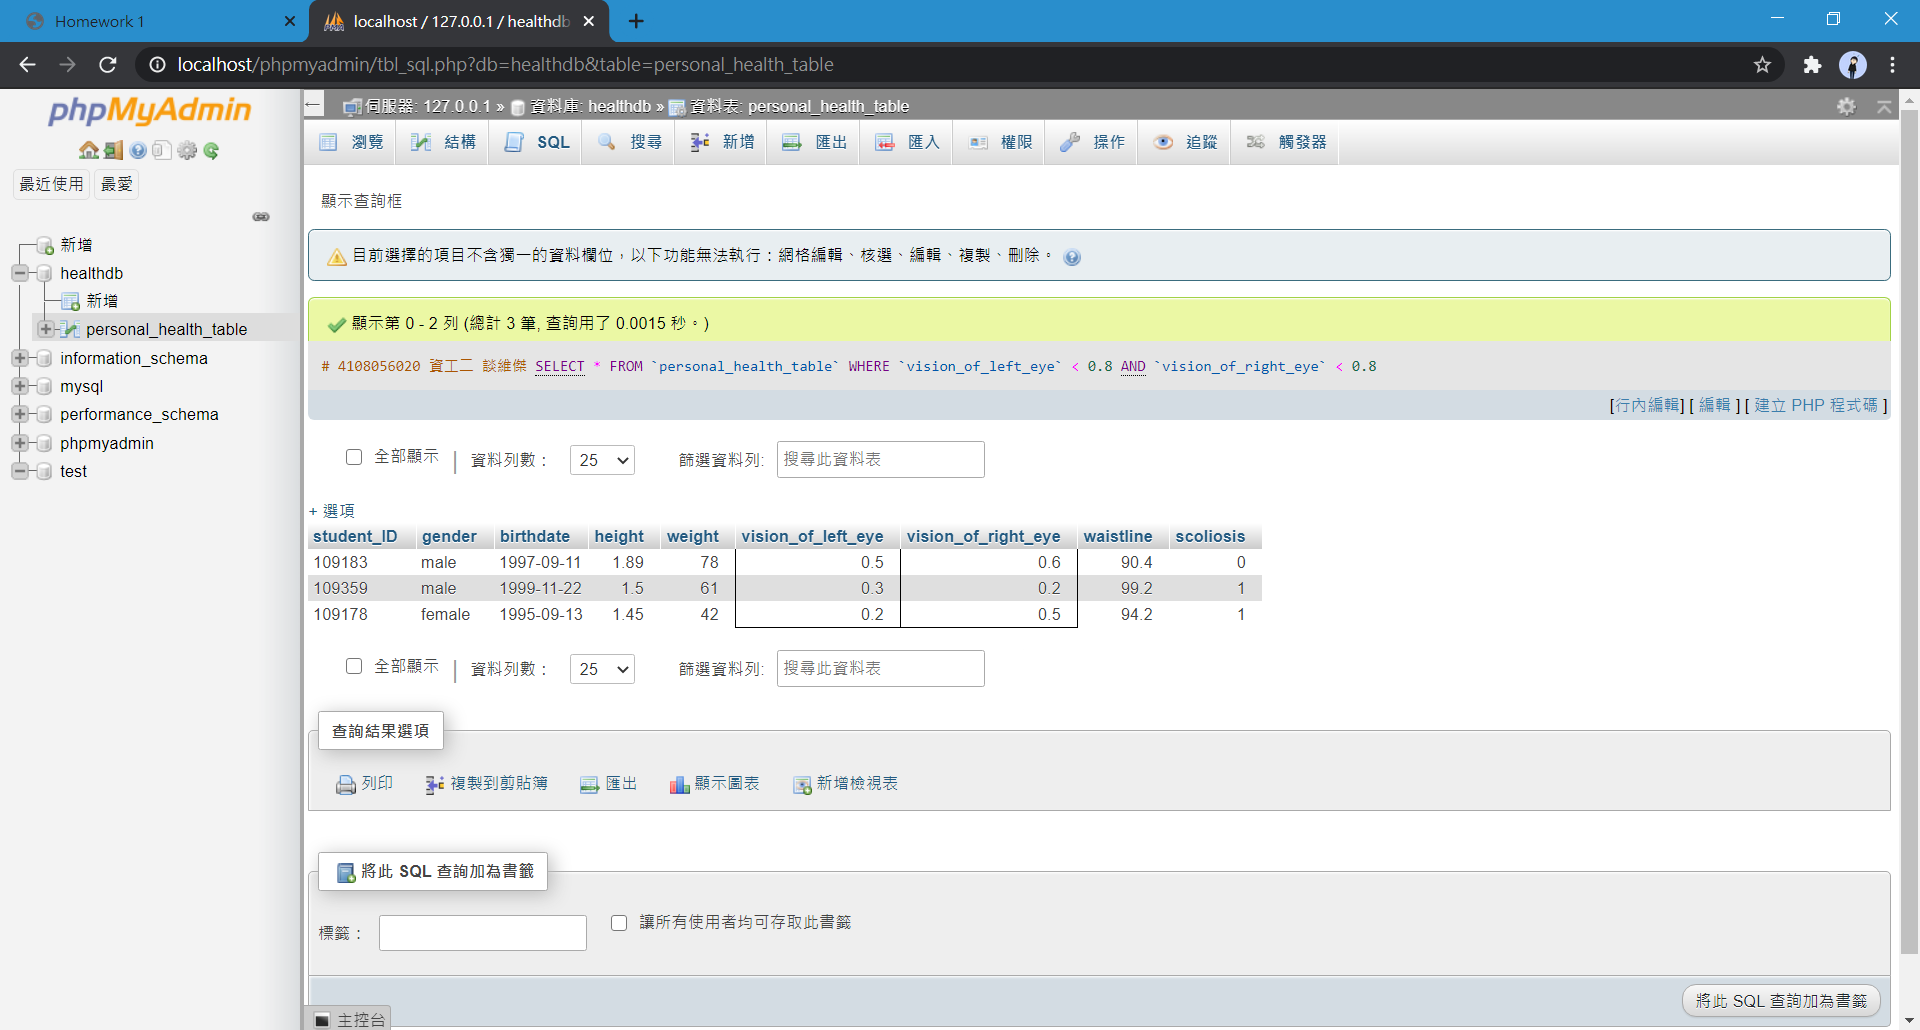 Homework 1
localhost / 127.0.0.1 / healthdb
localhost/phpmyadmin/tbl_sql.php?db=healthdb&table=personal_health_table
phpMyAdmin
最近使用 最愛
新增
healthdb
新增
personal_health_table
information_schema
mysql
performance_schema
phpmyadmin
test
伺服器: 127.0.0.1 » 資料庫: healthdb » 資料表: personal_health_table
瀏覽 結構 SQL 搜尋 新增 匯出 匯入 權限 操作 追蹤 觸發器
顯示查詢框
目前選擇的項目不含獨一的資料欄位，以下功能無法執行：網格編輯、核選、編輯、複製、刪除。
顯示第 0 - 2 列 (總計 3 筆, 查詢用了 0.0015 秒。)
# 4108056020 資工二 談維傑 SELECT * FROM `personal_health_table` WHERE `vision_of_left_eye` < 0.8 AND `vision_of_right_eye` < 0.8
[行內編輯] [ 編輯 ] [ 建立 PHP 程式碼 ]
全部顯示 | 資料列數： 25 篩選資料列: 搜尋此資料表
+ 選項
student_ID gender birthdate height weight vision_of_left_eye vision_of_right_eye waistline scoliosis
109183 male 1997-09-11 1.89 78 0.5 0.6 90.4 0
109359 male 1999-11-22 1.5 61 0.3 0.2 99.2 1
109178 female 1995-09-13 1.45 42 0.2 0.5 94.2 1
全部顯示 | 資料列數： 25 篩選資料列: 搜尋此資料表
查詢結果選項
列印 複製到剪貼簿 匯出 顯示圖表 新增檢視表
將此 SQL 查詢加為書籤
標籤： 讓所有使用者均可存取此書籤
將此 SQL 查詢加為書籤
主控台